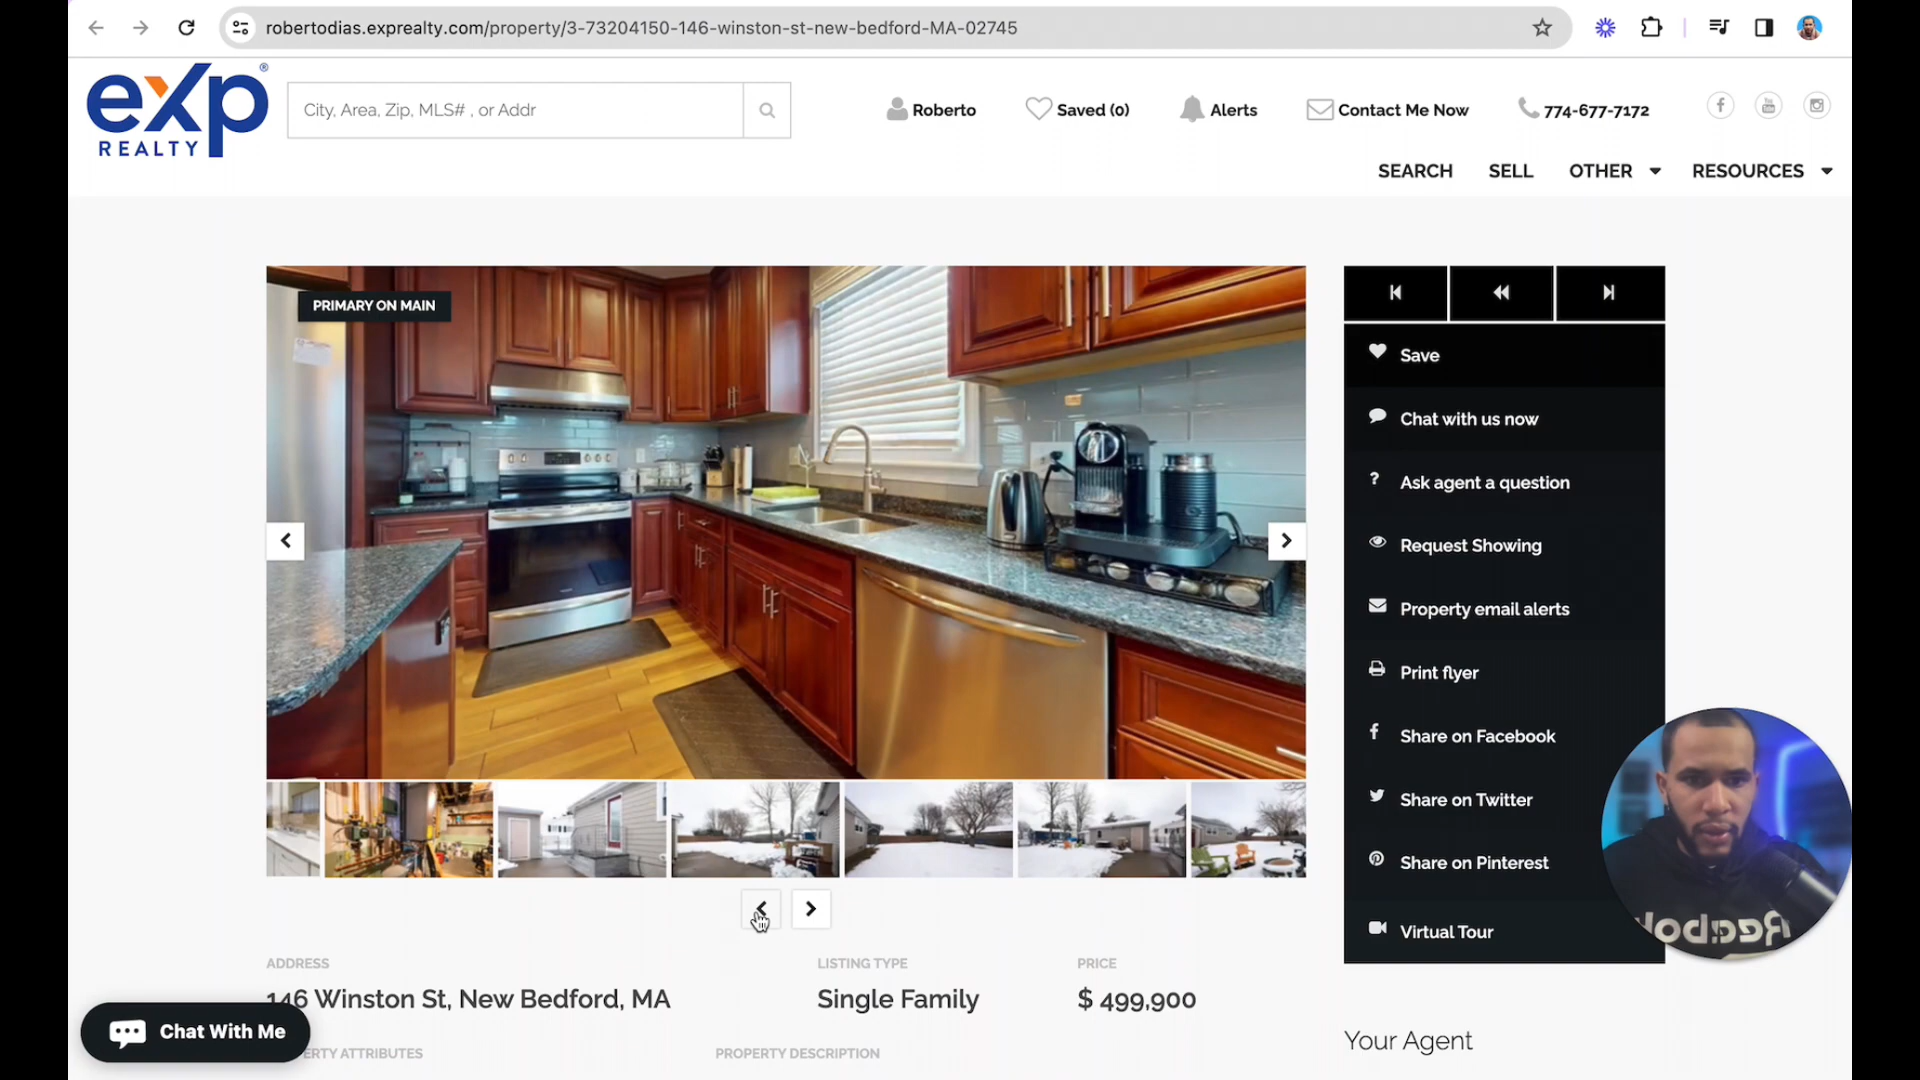 robertodias.exprealty.com/property/3-73204150-146-winston-st-new-bedford-MA-02745
exp®
REALTY
City, Area, Zip, MLS# , or Addr
Roberto
Saved (0)
Alerts
Contact Me Now
774-677-7172
SEARCH
SELL
OTHER
RESOURCES
PRIMARY ON MAIN
Save
Chat with us now
Ask agent a question
Request Showing
Property email alerts
Print flyer
Share on Facebook
Share on Twitter
Share on Pinterest
Virtual Tour
ADDRESS
LISTING TYPE
PRICE
146 Winston St, New Bedford, MA
Single Family
$ 499,900
Chat With Me
ERTY ATTRIBUTES
PROPERTY DESCRIPTION
Your Agent
Reebok